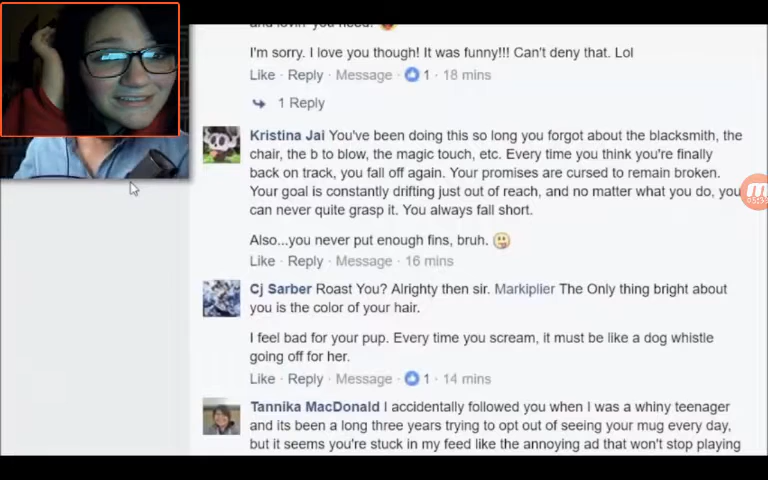 and lovin' you need!
I'm sorry. I love you though! It was funny!!! Can't deny that. Lol
Like · Reply · Message · 1 · 18 mins
1 Reply
Kristina Jai You've been doing this so long you forgot about the blacksmith, the
chair, the b to blow, the magic touch, etc. Every time you think you're finally
back on track, you fall off again. Your promises are cursed to remain broken.
Your goal is constantly drifting just out of reach, and no matter what you do, you
can never quite grasp it. You always fall short.
Also...you never put enough fins, bruh.
Like · Reply · Message · 16 mins
Cj Sarber Roast You? Alrighty then sir. Markiplier The Only thing bright about
you is the color of your hair.
I feel bad for your pup. Every time you scream, it must be like a dog whistle
going off for her.
Like · Reply · Message · 1 · 14 mins
Tannika MacDonald I accidentally followed you when I was a whiny teenager
and its been a long three years trying to opt out of seeing your mug every day,
but it seems you're stuck in my feed like the annoying ad that won't stop playing